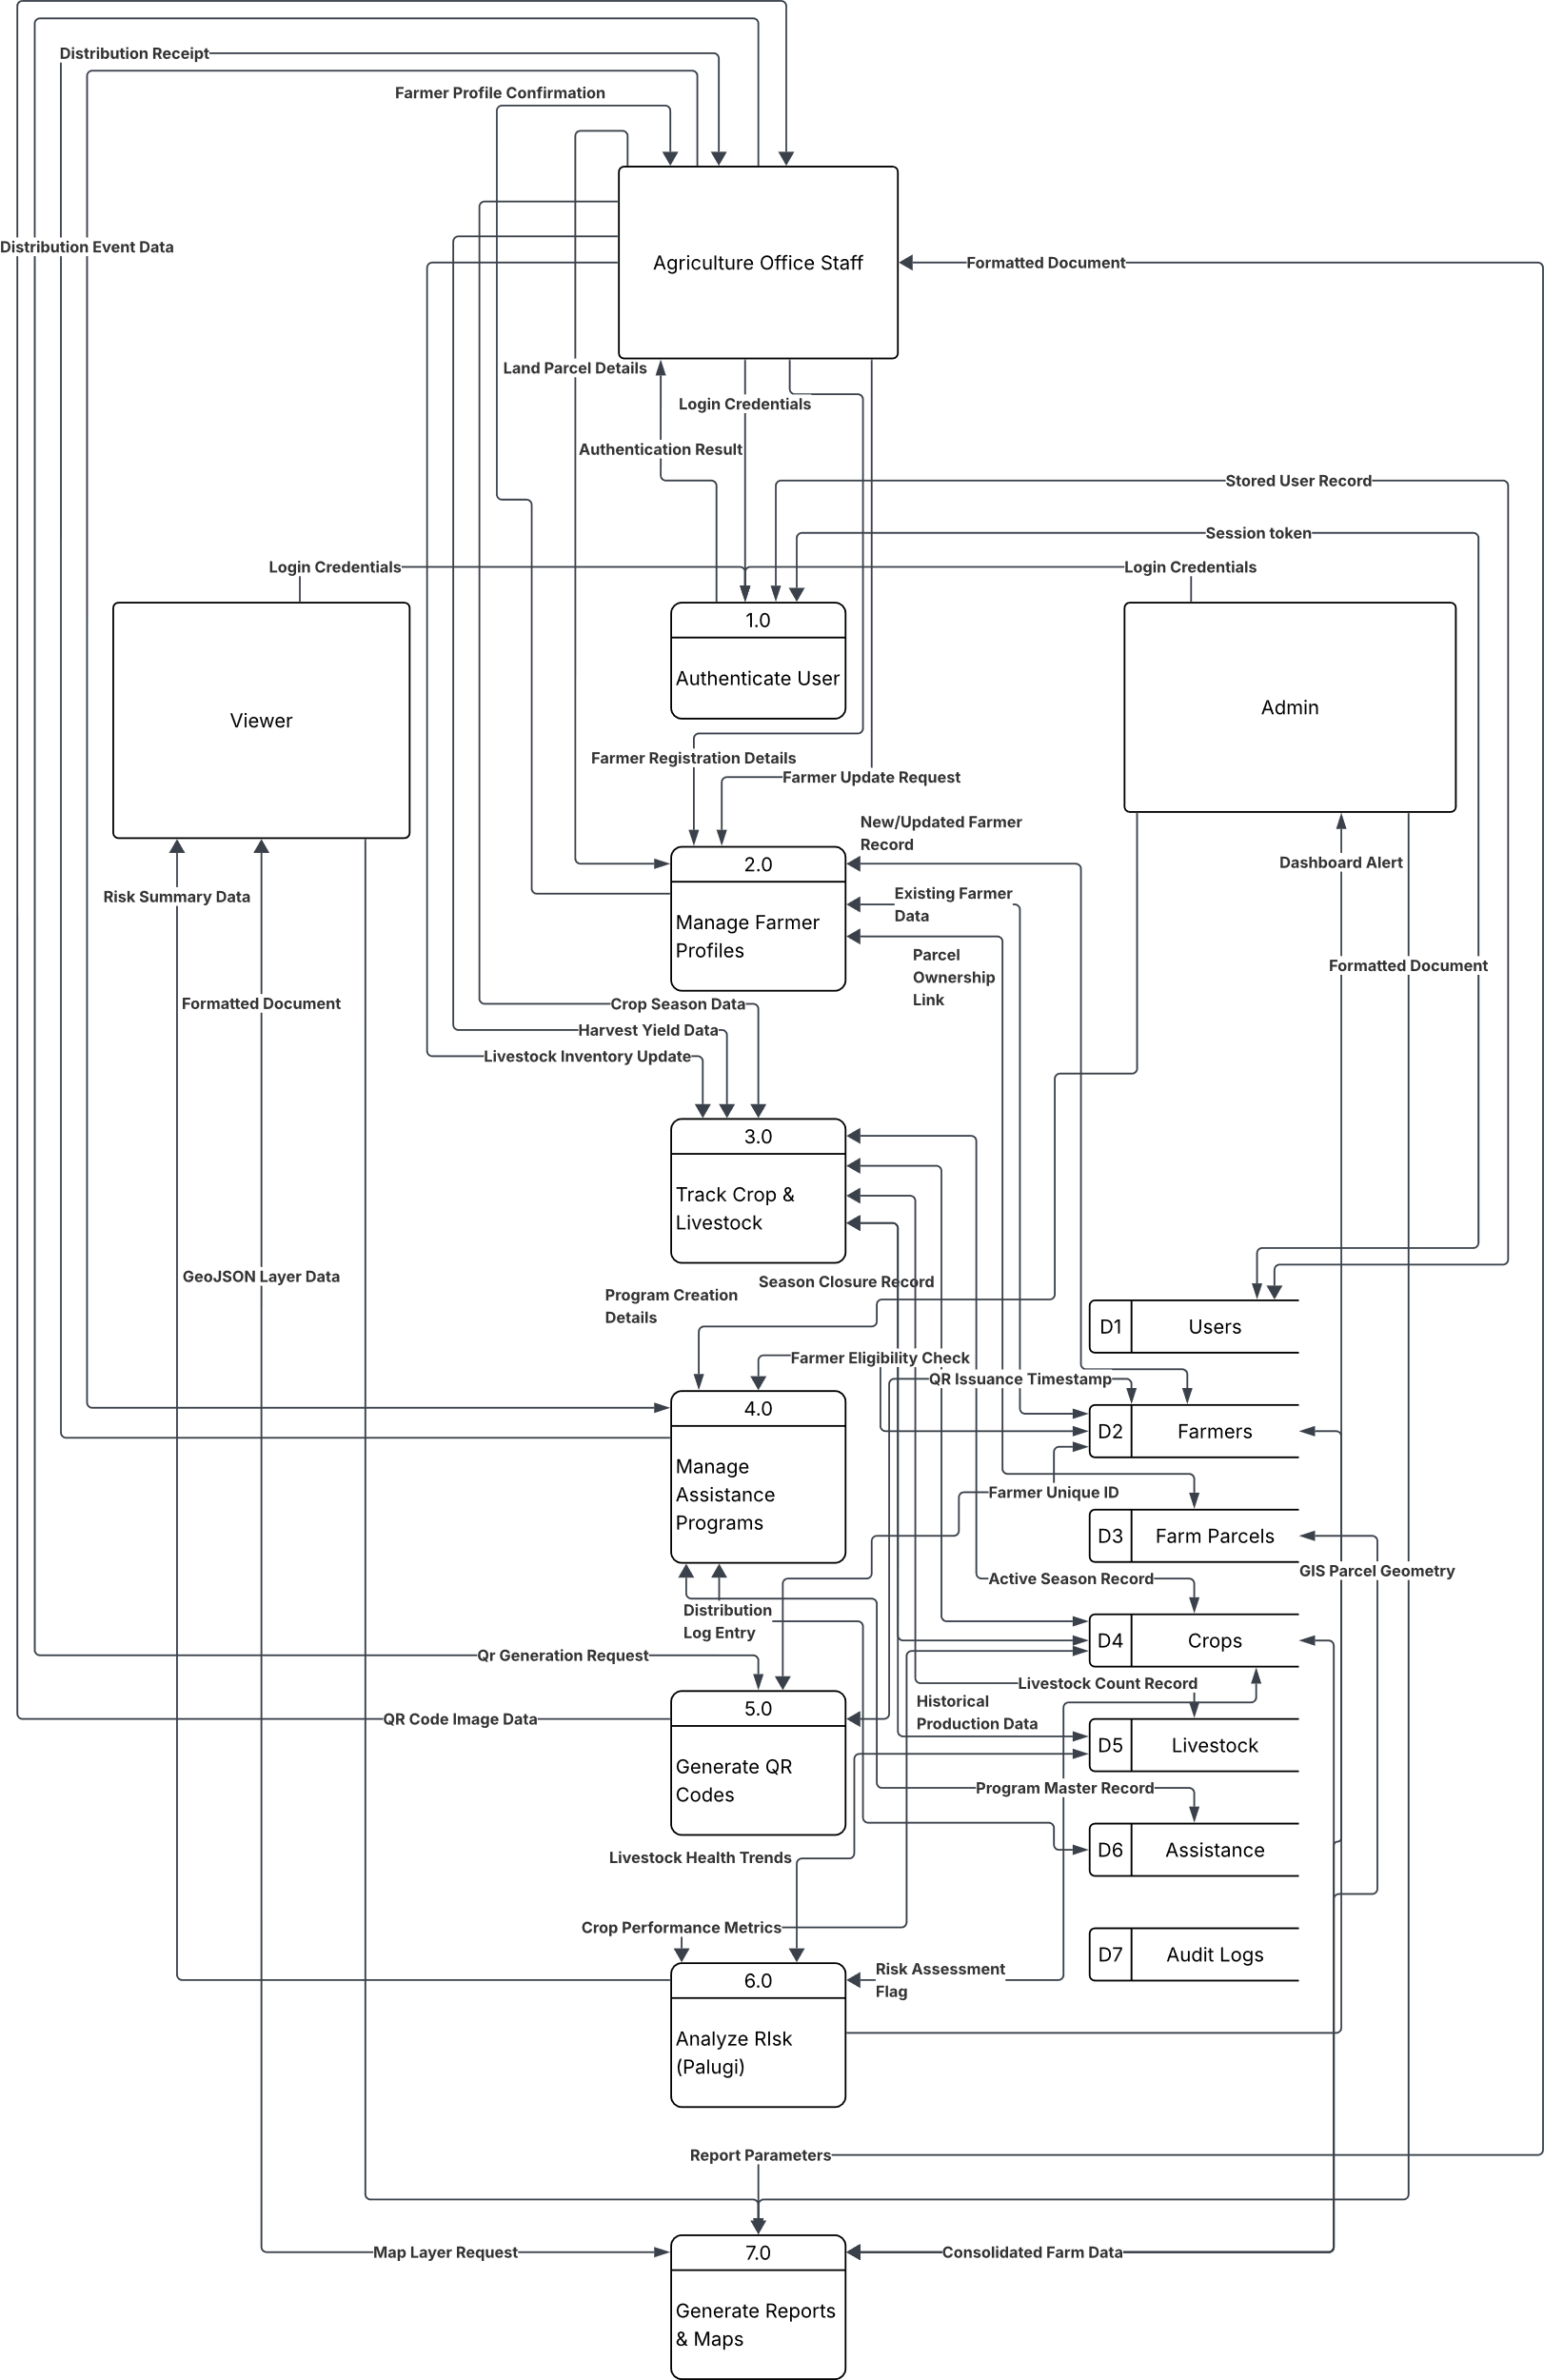 Distribution Receipt
Farmer Profile Confirmation
Distribution Event Data
Agriculture Office Staff
Formatted Document
Land Parcel Details
Login Credentials
Authentication Result
Stored User Record
Session token
Login Credentials
Login Credentials
1.0
Authenticate User
Viewer
Admin
Farmer Registration Details
Farmer Update Request
New/Updated Farmer
Record
Dashboard Alert
2.0
Manage Farmer
Profiles
Existing Farmer
Data
Risk Summary Data
Parcel
Ownership
Link
Formatted Document
Formatted Document
Crop Season Data
Harvest Yield Data
Livestock Inventory Update
3.0
Track Crop &
Livestock
GeoJSON Layer Data
Season Closure Record
Program Creation
Details
D1
Users
Farmer Eligibility Check
QR Issuance Timestamp
4.0
Manage
Assistance
Programs
D2
Farmers
Farmer Unique ID
D3
Farm Parcels
GIS Parcel Geometry
Active Season Record
Distribution
Log Entry
D4
Crops
Qr Generation Request
Livestock Count Record
Historical
Production Data
QR Code Image Data
5.0
Generate QR
Codes
D5
Livestock
Program Master Record
Livestock Health Trends
D6
Assistance
Crop Performance Metrics
D7
Audit Logs
Risk Assessment
Flag
6.0
Analyze RIsk
(Palugi)
Report Parameters
Map Layer Request
7.0
Generate Reports
& Maps
Consolidated Farm Data